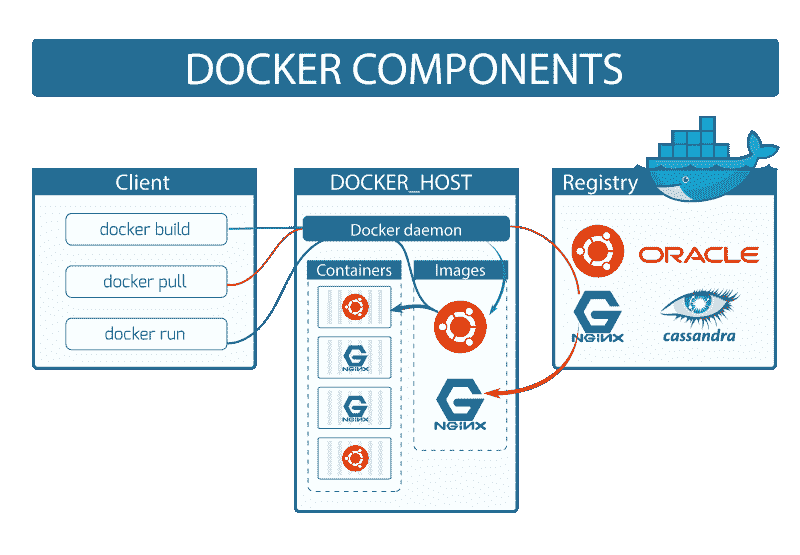 DOCKER COMPONENTS
Client
docker build
docker pull
docker run
DOCKER_HOST
Docker daemon
Containers
Images
NGINX
NGINX
NGINX
Registry
ORACLE
NGINX
cassandra